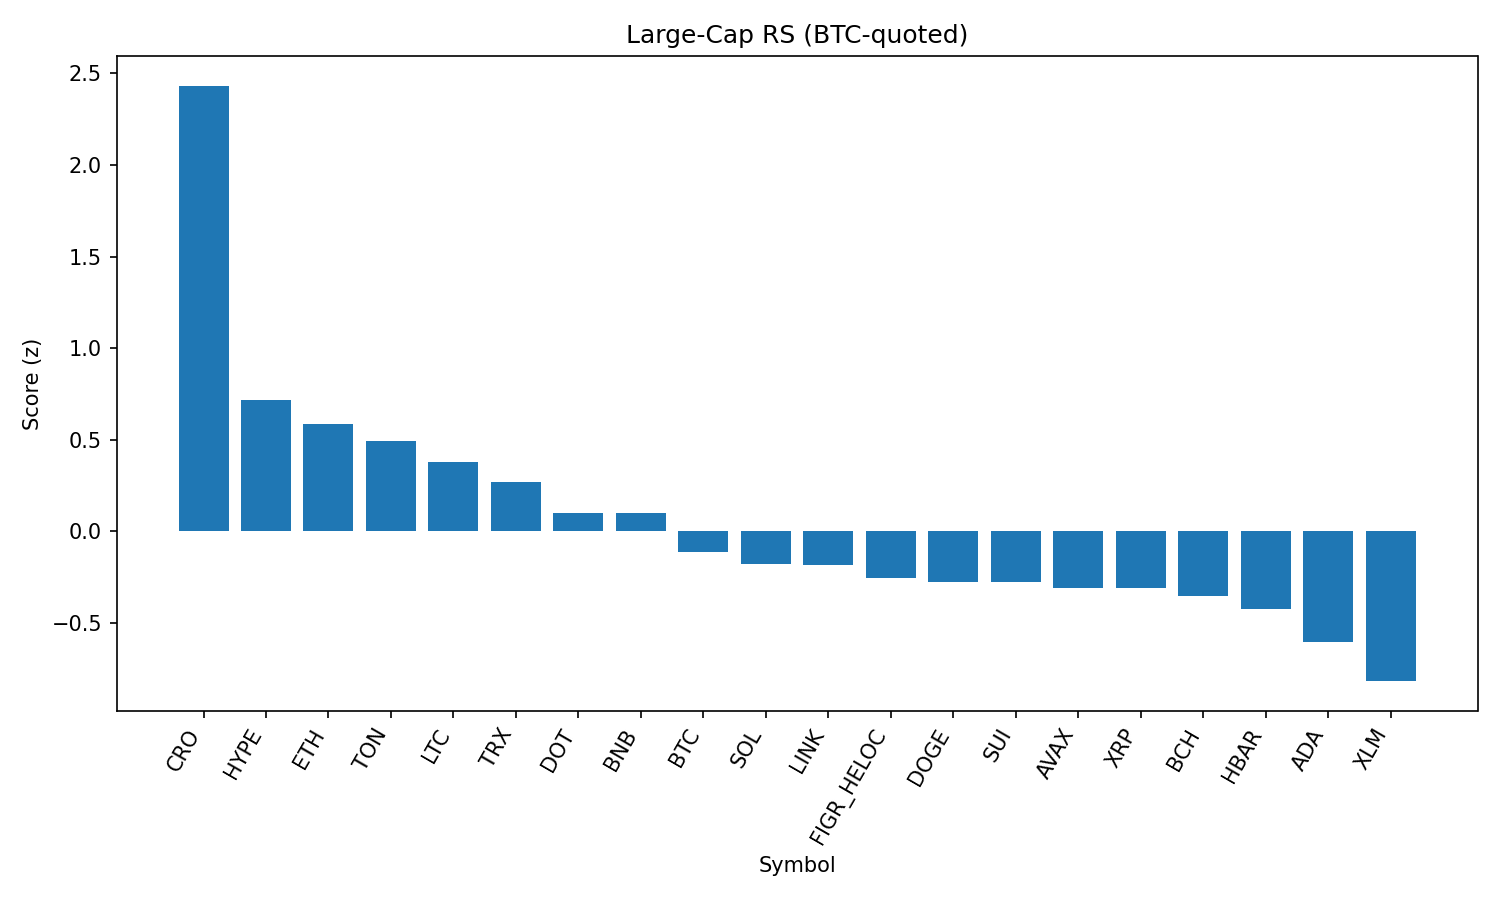 Large-Cap RS (BTC-quoted)
Score (z)
2.5
2.0
1.5
1.0
0.5
0.0
−0.5
CRO
HYPE
ETH
TON
LTC
TRX
DOT
BNB
BTC
SOL
LINK
FIGR_HELOC
DOGE
SUI
AVAX
XRP
BCH
HBAR
ADA
XLM
Symbol